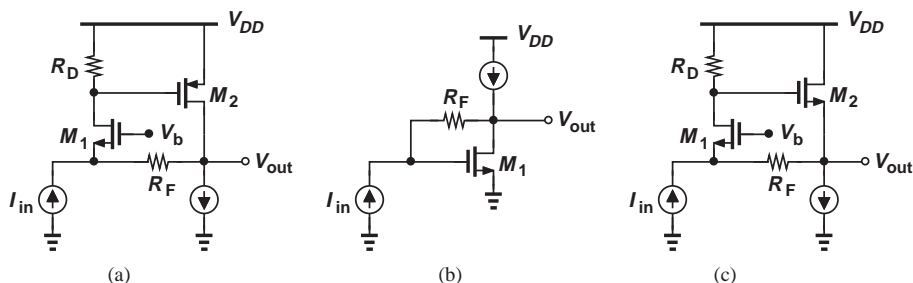 V_DD
R_D
M_2
M_1
V_b
V_out
R_F
I_in
(a)
V_DD
R_F
V_out
M_1
I_in
(b)
V_DD
R_D
M_2
M_1
V_b
V_out
R_F
I_in
(c)